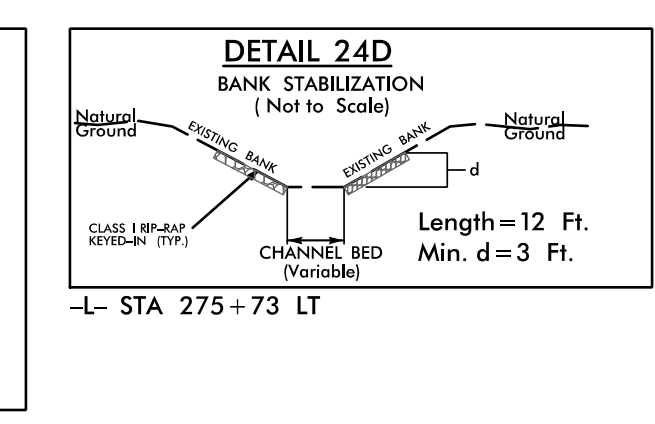 DETAIL 24D
BANK STABILIZATION
( Not to Scale)
Natural
Ground
EXISTING BANK
EXISTING BANK
Natural
Ground
d
CLASS I RIP-RAP
KEYED-IN (TYP.)
CHANNEL BED
(Variable)
Length=12 Ft.
Min. d=3 Ft.
-L- STA 275+73 LT